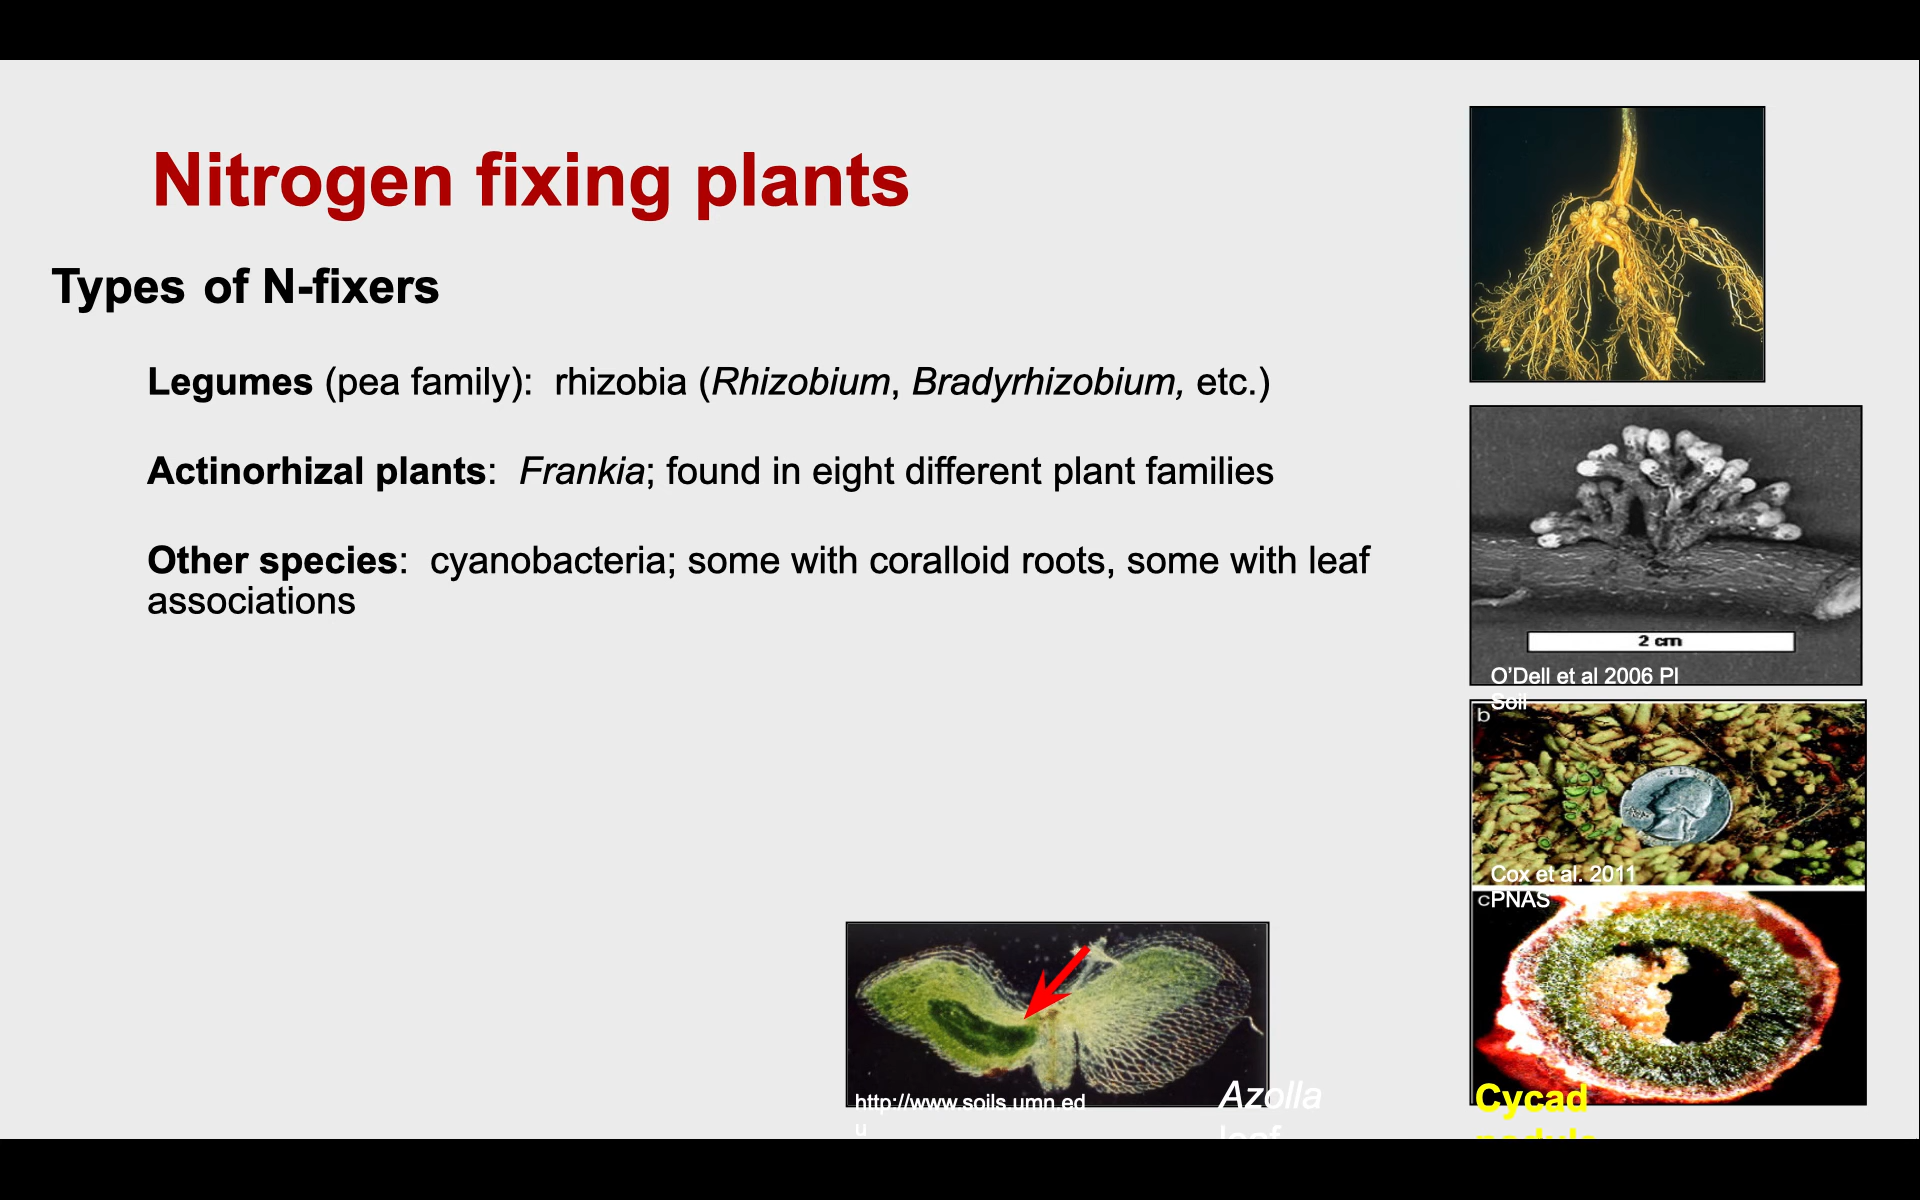 Nitrogen fixing plants
Types of N-fixers
Legumes (pea family):  rhizobia (Rhizobium, Bradyrhizobium, etc.)
Actinorhizal plants:  Frankia; found in eight different plant families
Other species:  cyanobacteria; some with coralloid roots, some with leaf
associations
2 cm
O'Dell et al 2006 Pl
Soil
b
Cox et al. 2011
PNAS
c
http://www.soils.umn.ed
u
Azolla
leaf
Cycad
nodule